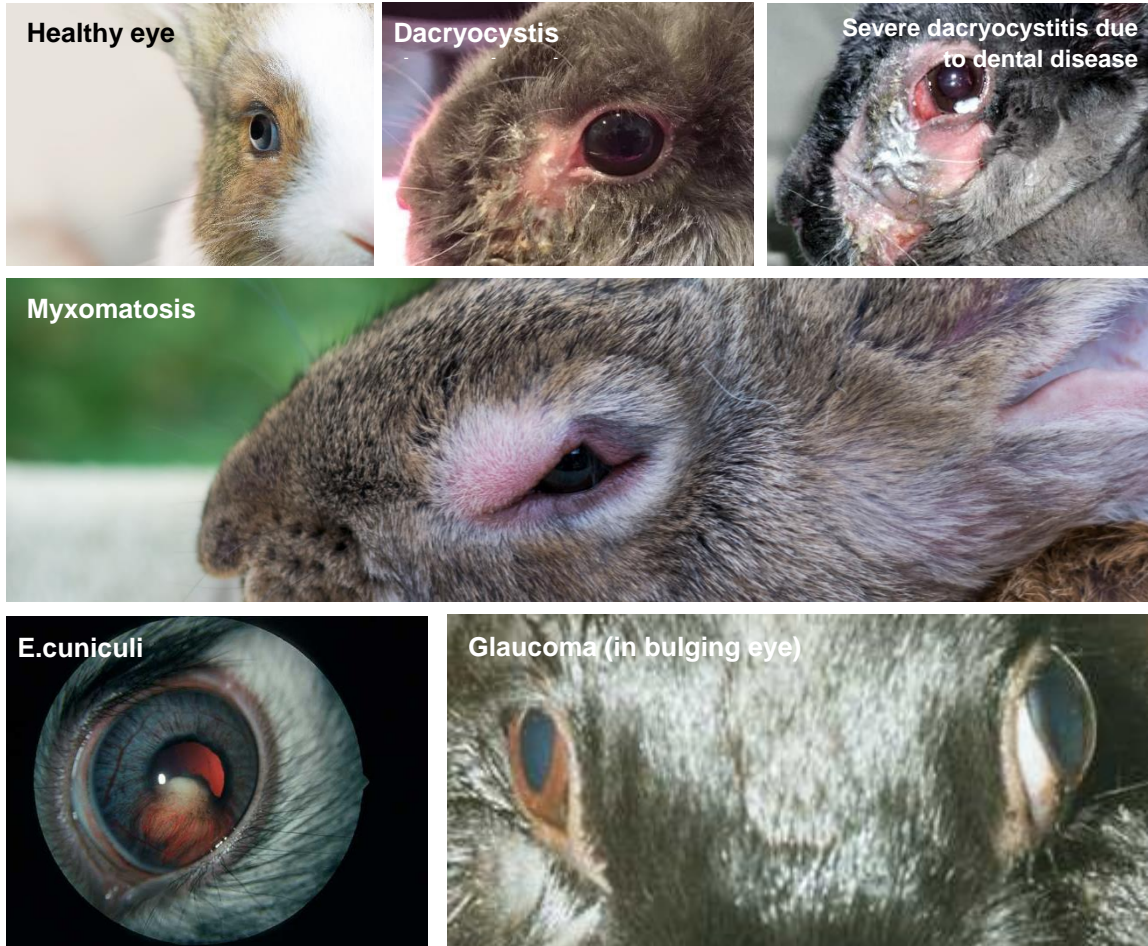 Healthy eye
Dacryocystis
Severe dacryocystitis due
to dental disease
Myxomatosis
E.cuniculi
Glaucoma (in bulging eye)